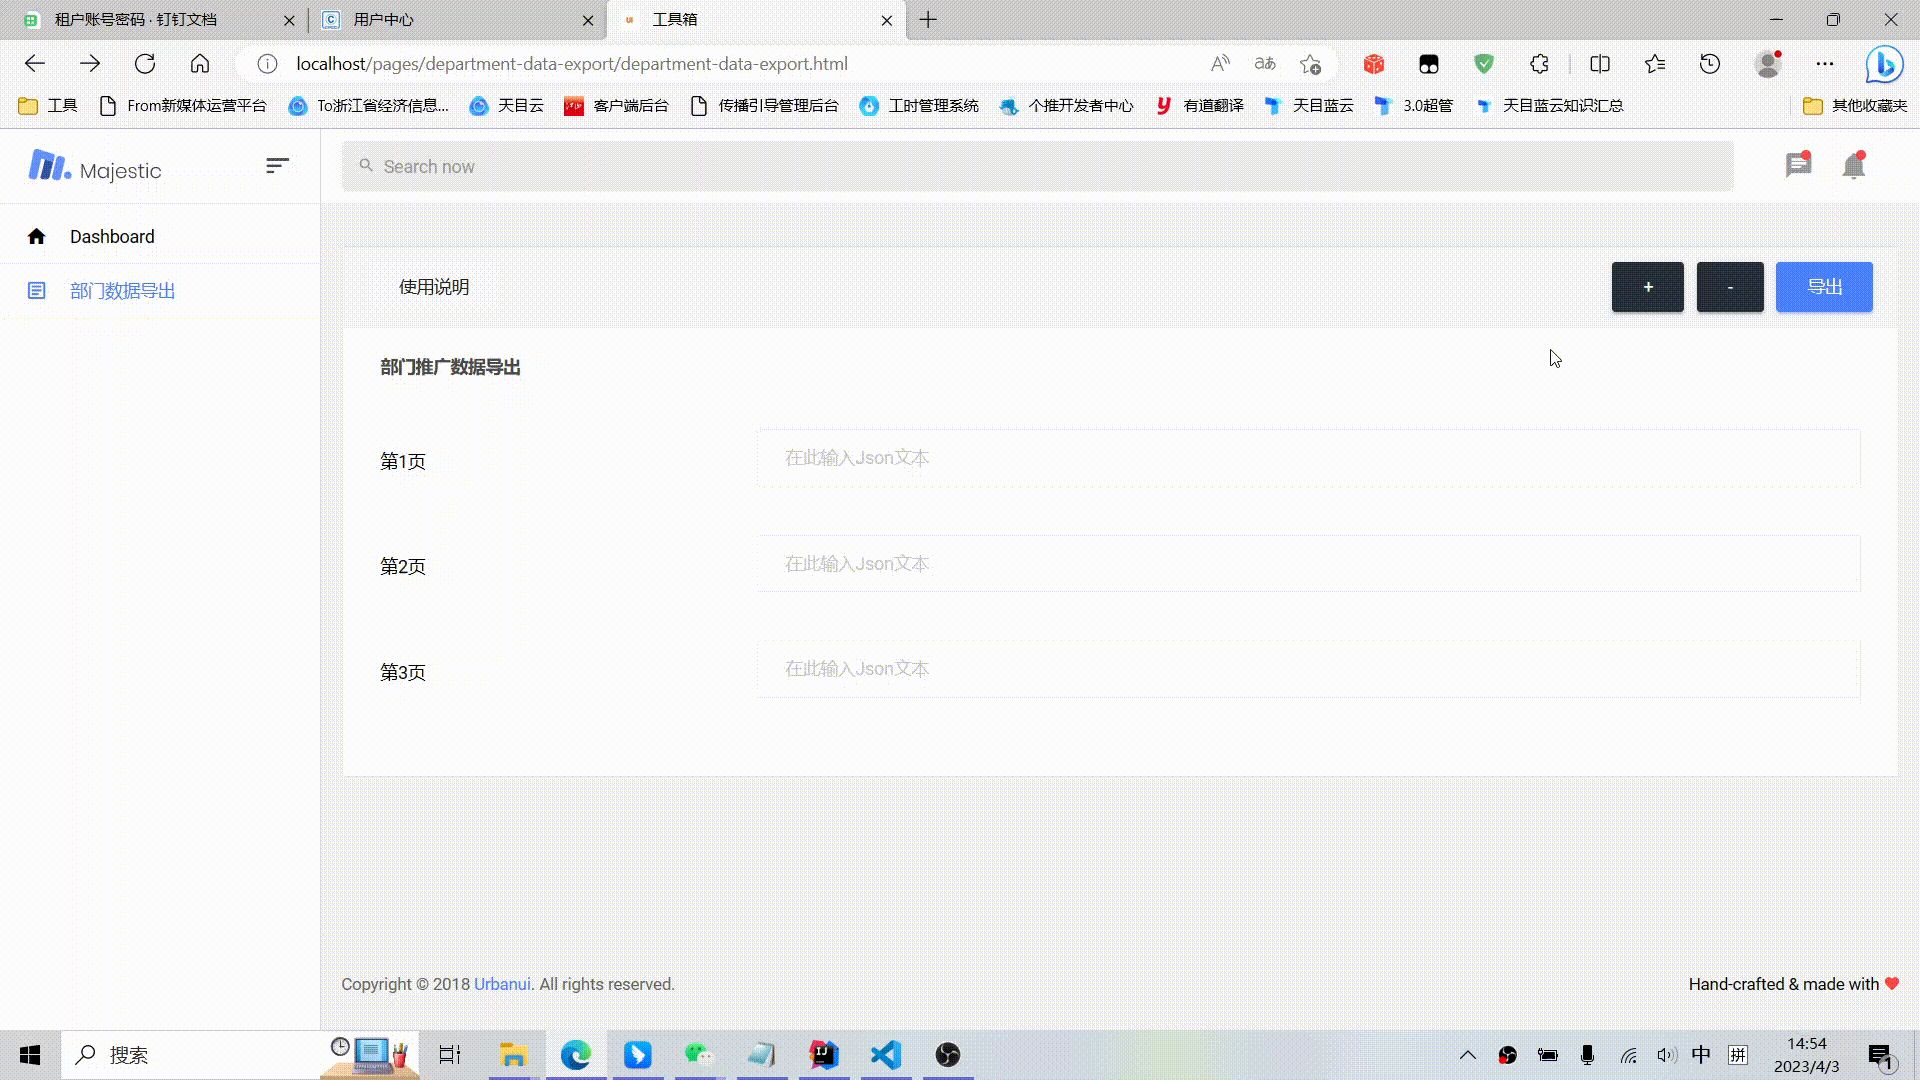 租户账号密码 · 钉钉文档
用户中心
工具箱
localhost/pages/department-data-export/department-data-export.html
工具
From新媒体运营平台
To浙江省经济信息...
天目云
客户端后台
传播引导管理后台
工时管理系统
个推开发者中心
有道翻译
天目蓝云
3.0超管
天目蓝云知识汇总
其他收藏夹
Majestic
Search now
Dashboard
部门数据导出
使用说明
+
-
导出
部门推广数据导出
第1页
在此输入Json文本
第2页
在此输入Json文本
第3页
在此输入Json文本
Copyright © 2018 Urbanui. All rights reserved.
Hand-crafted & made with
搜索
中
拼
14:54
2023/4/3
1